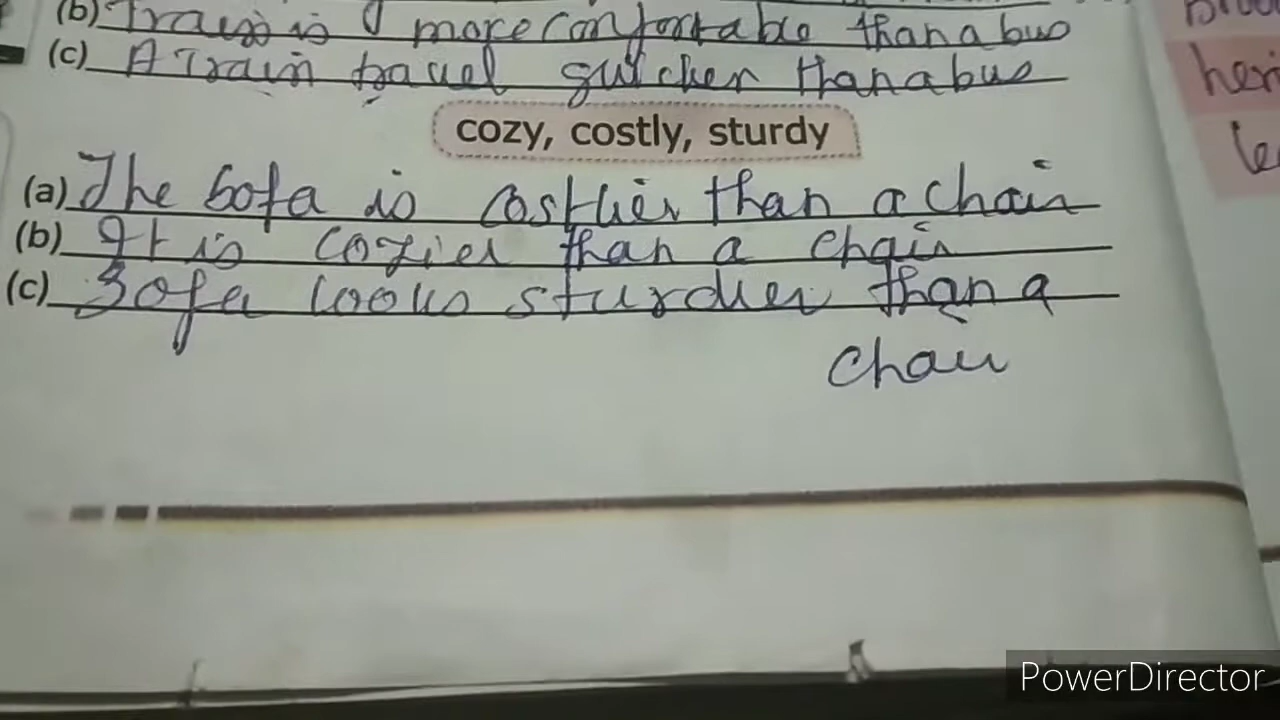 (b) Train is more comfortable than a bus
(c) A Train travel quicker than a bus
cozy, costly, sturdy
(a) The Sofa is costlier than a chair
(b) It is cozier than a chair
(c) Sofa looks sturdier than a
chair
PowerDirector